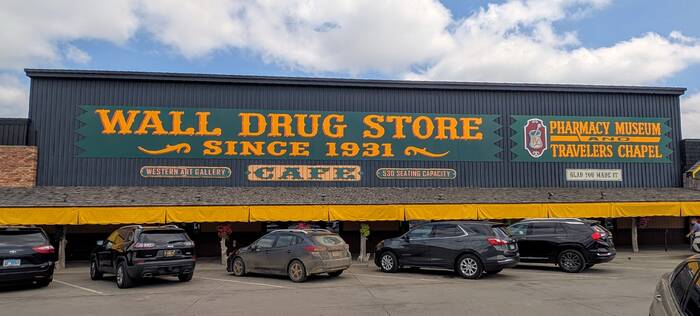 WALL DRUG STORE
SINCE 1931
WESTERN ART GALLERY
CAFE
530 SEATING CAPACITY
PHARMACY MUSEUM
AND
TRAVELERS CHAPEL
GLAD YOU MADE IT